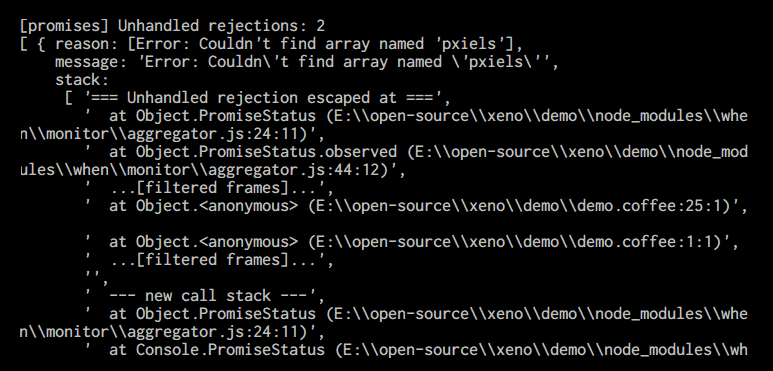 [promises] Unhandled rejections: 2
[ { reason: [Error: Couldn't find array named 'pxiels'],
message: 'Error: Couldn\'t find array named \'pxiels\'',
stack:
[ '=== Unhandled rejection escaped at ===',
'  at Object.PromiseStatus (E:\\open-source\\xeno\\demo\\node_modules\\whe
n\\monitor\\aggregator.js:24:11)',
'  at Object.PromiseStatus.observed (E:\\open-source\\xeno\\demo\\node_mod
ules\\when\\monitor\\aggregator.js:44:12)',
'  ...[filtered frames]...',
'  at Object.<anonymous> (E:\\open-source\\xeno\\demo\\demo.coffee:25:1)',
'  at Object.<anonymous> (E:\\open-source\\xeno\\demo\\demo.coffee:1:1)',
'  ...[filtered frames]...',
'',
'  --- new call stack ---',
'  at Object.PromiseStatus (E:\\open-source\\xeno\\demo\\node_modules\\whe
n\\monitor\\aggregator.js:24:11)',
'  at Console.PromiseStatus (E:\\open-source\\xeno\\demo\\node_modules\\wh